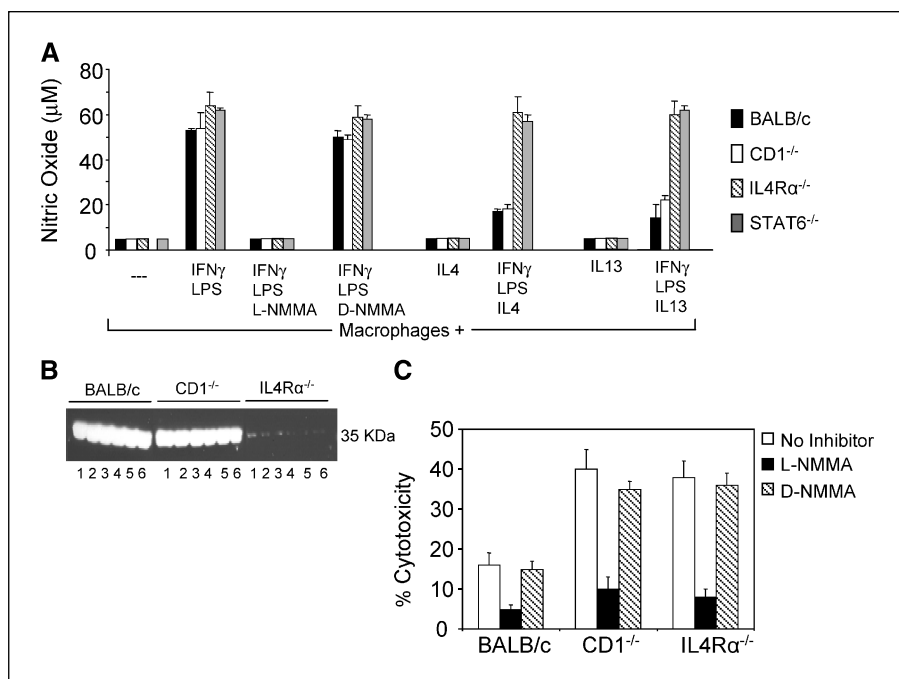 A
80
60
40
20
0
Nitric Oxide (μM)
BALB/c
CD1-/-
IL4Rα-/-
STAT6-/-
---
IFNγ
LPS
IFNγ
LPS
L-NMMA
IFNγ
LPS
D-NMMA
IL4
IFNγ
LPS
IL4
IL13
IFNγ
LPS
IL13
Macrophages +
B
BALB/c CD1-/- IL4Rα-/-
35 KDa
1 2 3 4 5 6 1 2 3 4 5 6 1 2 3 4 5 6
C
50
40
30
20
10
0
% Cytotoxicity
No Inhibitor
L-NMMA
D-NMMA
BALB/c CD1-/- IL4Rα-/-